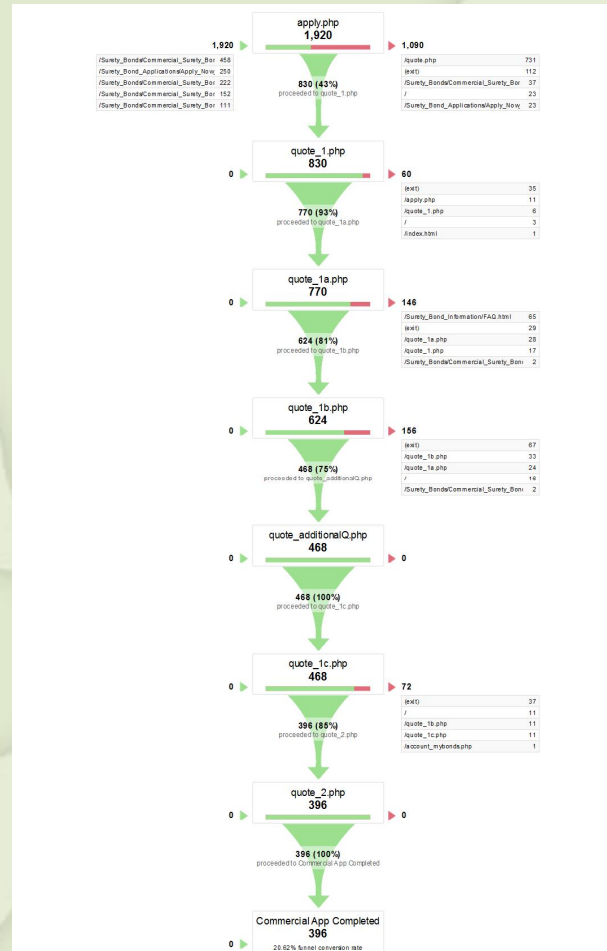 apply.php
1,920
1,920
1,090
/Surety_Bonds/Commercial_Surety_Bor 458
/Surety_Bond_Applications/Apply_Now, 250
/Surety_Bonds/Commercial_Surety_Bor 222
/Surety_Bonds/Commercial_Surety_Bor 152
/Surety_Bonds/Commercial_Surety_Bor 111
/quote.php 731
(exit) 112
/Surety_Bonds/Commercial_Surety_Bor 37
/ 23
/Surety_Bond_Applications/Apply_Now, 23
830 (43%)
proceeded to quote_1.php
quote_1.php
830
0
60
(exit) 35
/apply.php 11
/quote_1.php 6
/ 3
/index.html 1
770 (93%)
proceeded to quote_1a.php
quote_1a.php
770
0
146
/Surety_Bond_Information/FAQ.html 65
(exit) 29
/quote_1a.php 28
/quote_1.php 17
/Surety_Bonds/Commercial_Surety_Bon 2
624 (81%)
proceeded to quote_1b.php
quote_1b.php
624
0
156
(exit) 67
/quote_1b.php 33
/quote_1a.php 24
/ 16
/Surety_Bonds/Commercial_Surety_Bon 2
468 (75%)
proceeded to quote_additionalQ.php
quote_additionalQ.php
468
0
0
468 (100%)
proceeded to quote_1c.php
quote_1c.php
468
0
72
(exit) 37
/ 11
/quote_1b.php 11
/quote_1c.php 11
/account_mybonds.php 1
396 (85%)
proceeded to quote_2.php
quote_2.php
396
0
0
396 (100%)
proceeded to Commercial App Completed
Commercial App Completed
396
0
20.62% funnel conversion rate